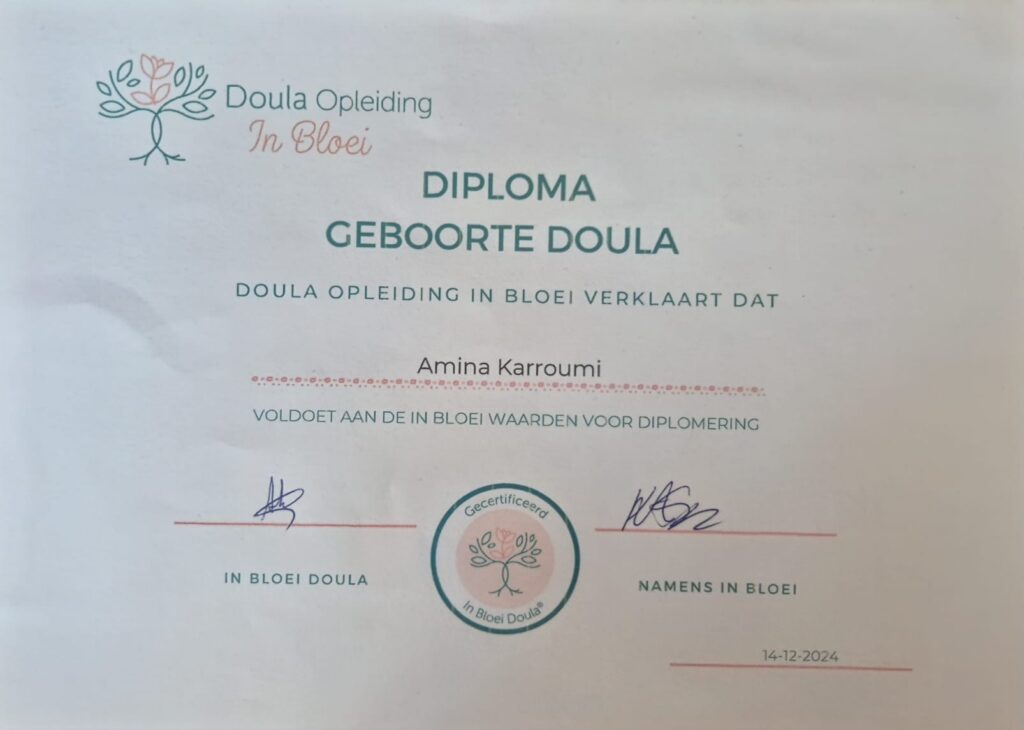 Doula Opleiding
In Bloei
DIPLOMA
GEBOORTE DOULA
DOULA OPLEIDING IN BLOEI VERKLAART DAT
Amina Karroumi
VOLDOET AAN DE IN BLOEI WAARDEN VOOR DIPLOMERING
Gecertificeerd
In Bloei Doula®
IN BLOEI DOULA
NAMENS IN BLOEI
14-12-2024